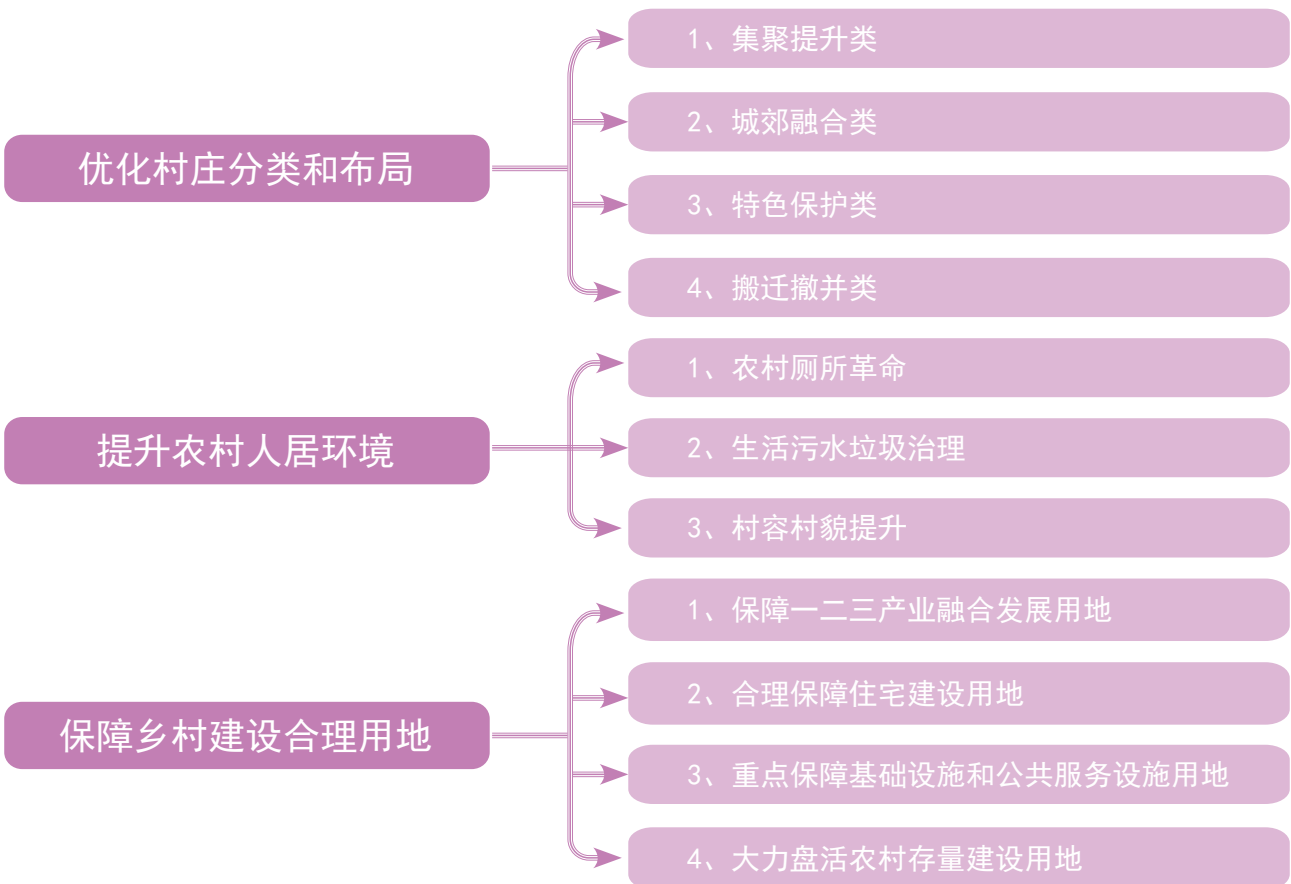 优化村庄分类和布局
1、集聚提升类
2、城郊融合类
3、特色保护类
4、搬迁撤并类
提升农村人居环境
1、农村厕所革命
2、生活污水垃圾治理
3、村容村貌提升
保障乡村建设合理用地
1、保障一二三产业融合发展用地
2、合理保障住宅建设用地
3、重点保障基础设施和公共服务设施用地
4、大力盘活农村存量建设用地